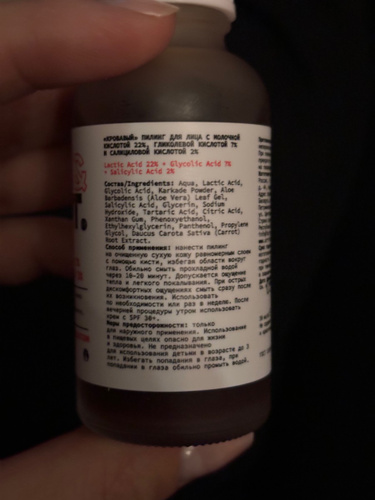 «КРОВАВЫЙ» ПИЛИНГ ДЛЯ ЛИЦА С МОЛОЧНОЙ
КИСЛОТОЙ 22%, ГЛИКОЛЕВОЙ КИСЛОТОЙ 7%
И САЛИЦИЛОВОЙ КИСЛОТОЙ 2%
Lactic Acid 22% + Glycolic Acid 7%
+ Salicylic Acid 2%
Состав/Ingredients: Aqua, Lactic Acid,
Glycolic Acid, Karkade Powder, Aloe
Barbadensis (Aloe Vera) Leaf Gel,
Salicylic Acid, Glycerin, Sodium
Hydroxide, Tartaric Acid, Citric Acid,
Xanthan Gum, Phenoxyethanol,
Ethylhexylglycerin, Panthenol, Propylene
Glycol, Daucus Carota Sativa (Carrot)
Root Extract.
Способ применения: нанести пилинг
на очищенную сухую кожу равномерным слоем
с помощью кисти, избегая области вокруг
глаз. Обильно смыть прохладной водой
через 10-20 минут. Допускается ощущение
тепла и легкого покалывания. При острых
дискомфортных ощущениях смыть сразу после
их возникновения. Использовать
по необходимости или раз в неделю. После
вечерней процедуры утром использовать
крем с SPF 30+.
Меры предосторожности: только
для наружного применения. Использование
в пищевых целях опасно для жизни
и здоровья. Не предназначено
для использования детьми в возрасте до 3
лет. Избегать попадания в глаза, при
попадании в глаза обильно промыть водой.